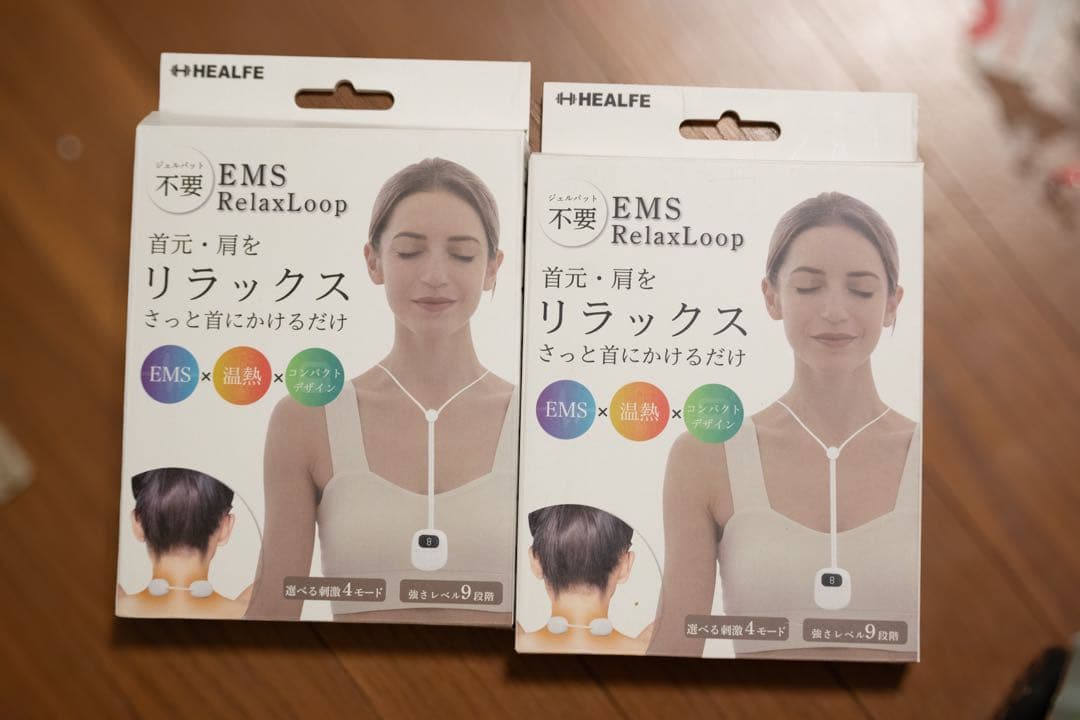 HEALFE
ジェルパット
不要
EMS
RelaxLoop
首元・肩を
リラックス
さっと首にかけるだけ
EMS × 温熱 × コンパクト
デザイン
8
選べる刺激4モード
強さレベル9段階
HEALFE
ジェルパット
不要
EMS
RelaxLoop
首元・肩を
リラックス
さっと首にかけるだけ
EMS × 温熱 × コンパクト
デザイン
8
選べる刺激4モード
強さレベル9段階